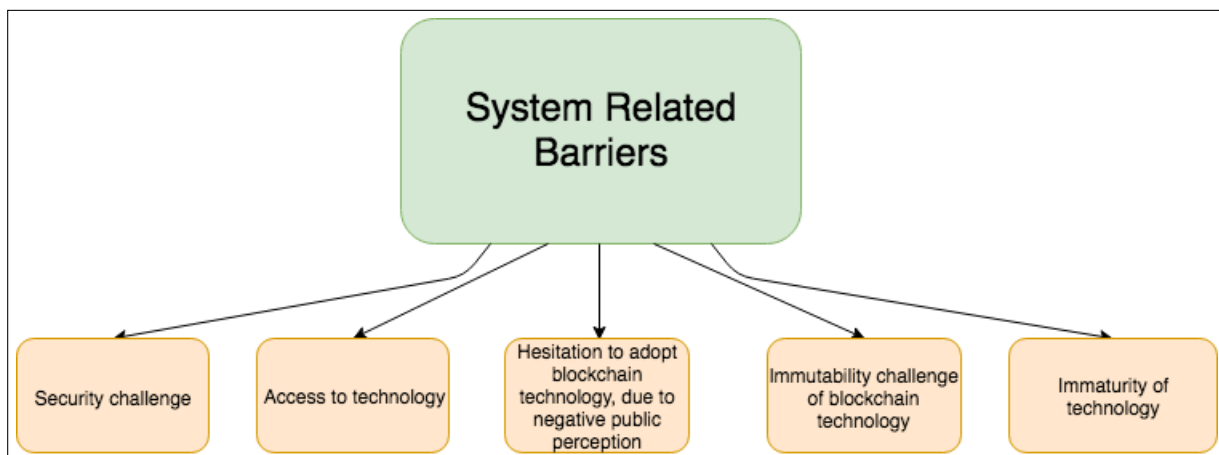 System Related
Barriers
Security challenge
Access to technology
Hesitation to adopt
blockchain
technology, due to
negative public
perception
Immutability challenge
of blockchain
technology
Immaturity of
technology